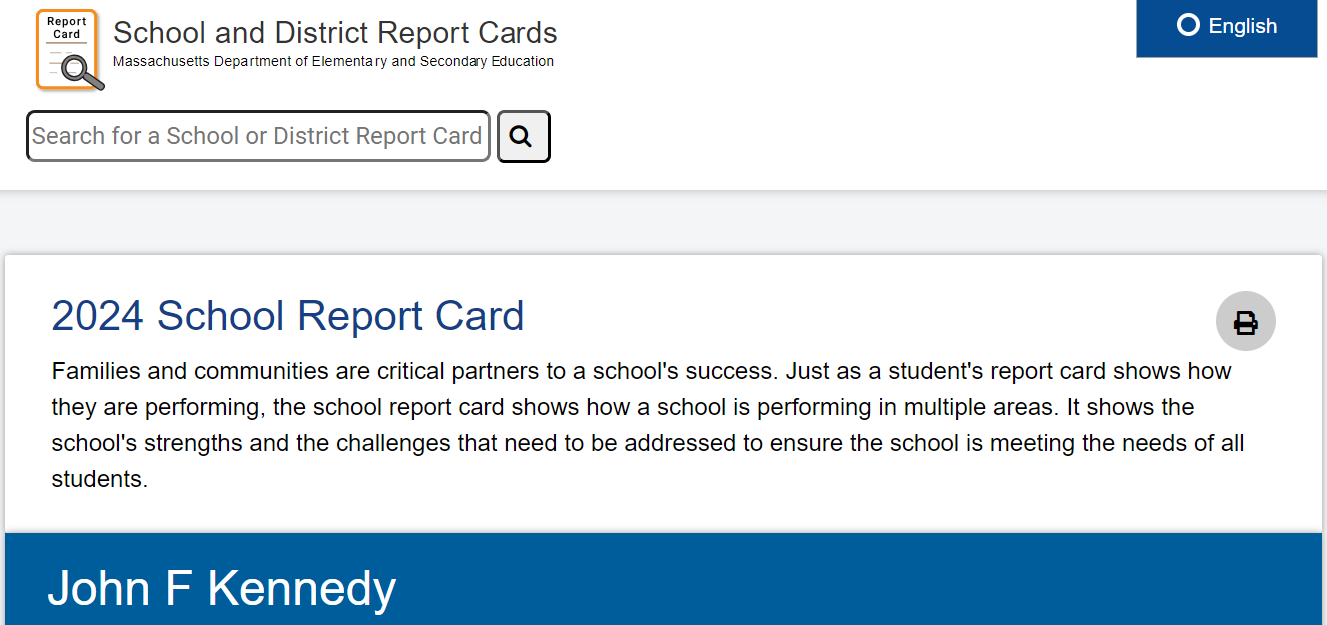 Report
Card
School and District Report Cards
Massachusetts Department of Elementary and Secondary Education
English
Search for a School or District Report Card
2024 School Report Card
Families and communities are critical partners to a school's success. Just as a student's report card shows how
they are performing, the school report card shows how a school is performing in multiple areas. It shows the
school's strengths and the challenges that need to be addressed to ensure the school is meeting the needs of all
students.
John F Kennedy